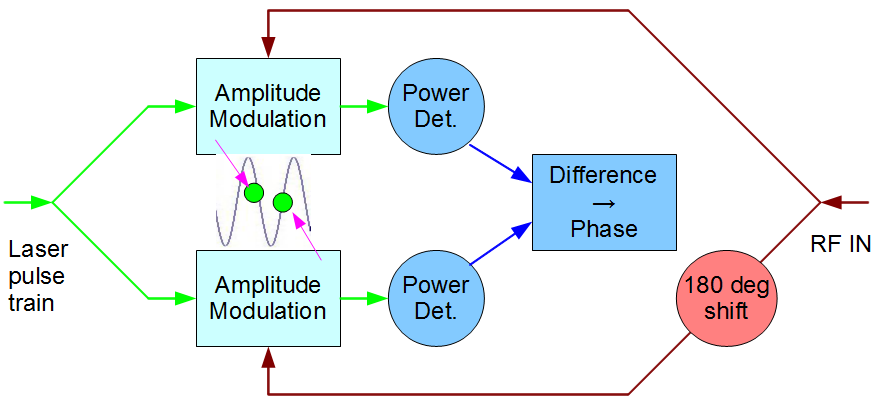 Amplitude
Modulation
Power
Det.
Difference
→
Phase
Laser
pulse
train
RF IN
Amplitude
Modulation
Power
Det.
180 deg
shift